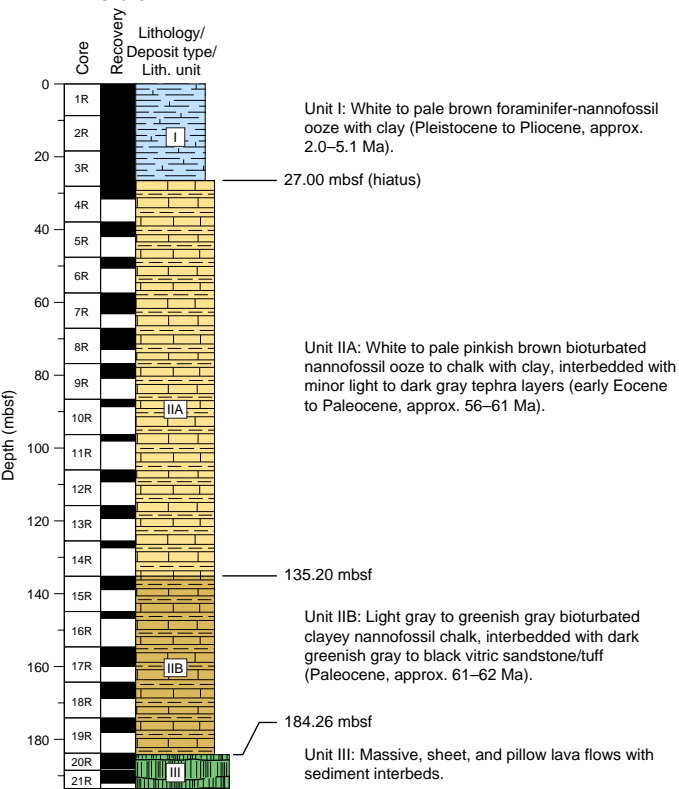 Core
Recovery
Lithology/
Deposit type/
Lith. unit
Depth (mbsf)
0
20
40
60
80
100
120
140
160
180
1R
2R
3R
4R
5R
6R
7R
8R
9R
10R
11R
12R
13R
14R
15R
16R
17R
18R
19R
20R
21R
I
IIA
IIB
III
Unit I: White to pale brown foraminifer-nannofossil
ooze with clay (Pleistocene to Pliocene, approx.
2.0–5.1 Ma).
27.00 mbsf (hiatus)
Unit IIA: White to pale pinkish brown bioturbated
nannofossil ooze to chalk with clay, interbedded with
minor light to dark gray tephra layers (early Eocene
to Paleocene, approx. 56–61 Ma).
135.20 mbsf
Unit IIB: Light gray to greenish gray bioturbated
clayey nannofossil chalk, interbedded with dark
greenish gray to black vitric sandstone/tuff
(Paleocene, approx. 61–62 Ma).
184.26 mbsf
Unit III: Massive, sheet, and pillow lava flows with
sediment interbeds.